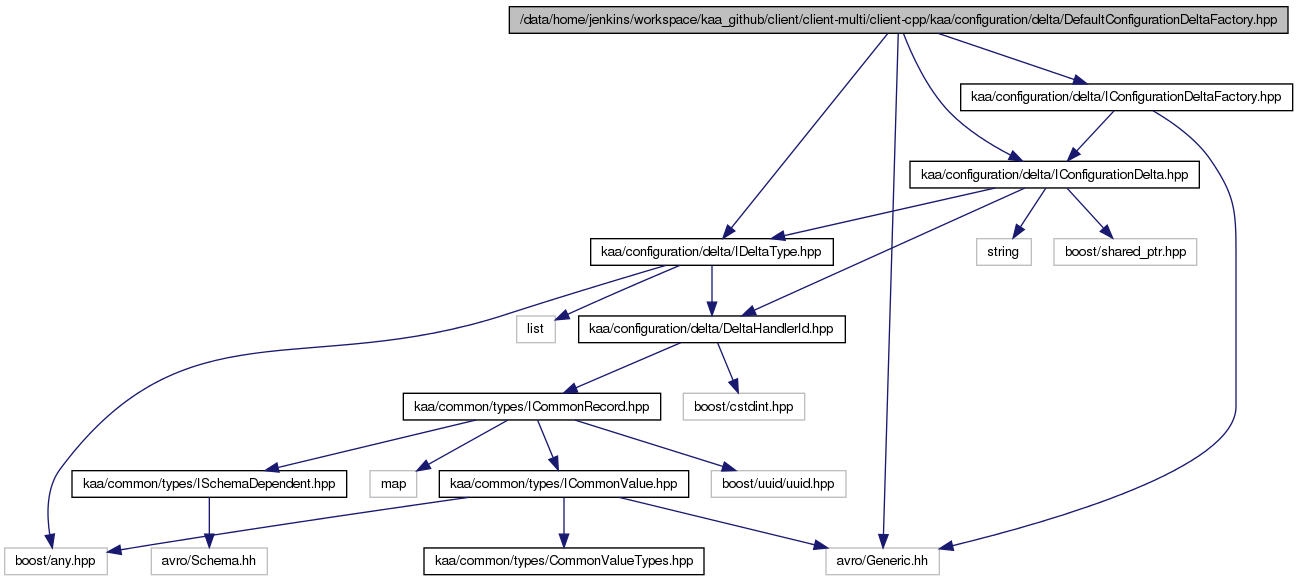 /data/home/jenkins/workspace/kaa_github/client/client-multi/client-cpp/kaa/configuration/delta/DefaultConfigurationDeltaFactory.hpp
kaa/configuration/delta/IConfigurationDeltaFactory.hpp
kaa/configuration/delta/IConfigurationDelta.hpp
kaa/configuration/delta/IDeltaType.hpp
string
boost/shared_ptr.hpp
list
kaa/configuration/delta/DeltaHandlerId.hpp
kaa/common/types/ICommonRecord.hpp
boost/cstdint.hpp
kaa/common/types/ISchemaDependent.hpp
map
kaa/common/types/ICommonValue.hpp
boost/uuid/uuid.hpp
boost/any.hpp
avro/Schema.hh
kaa/common/types/CommonValueTypes.hpp
avro/Generic.hh